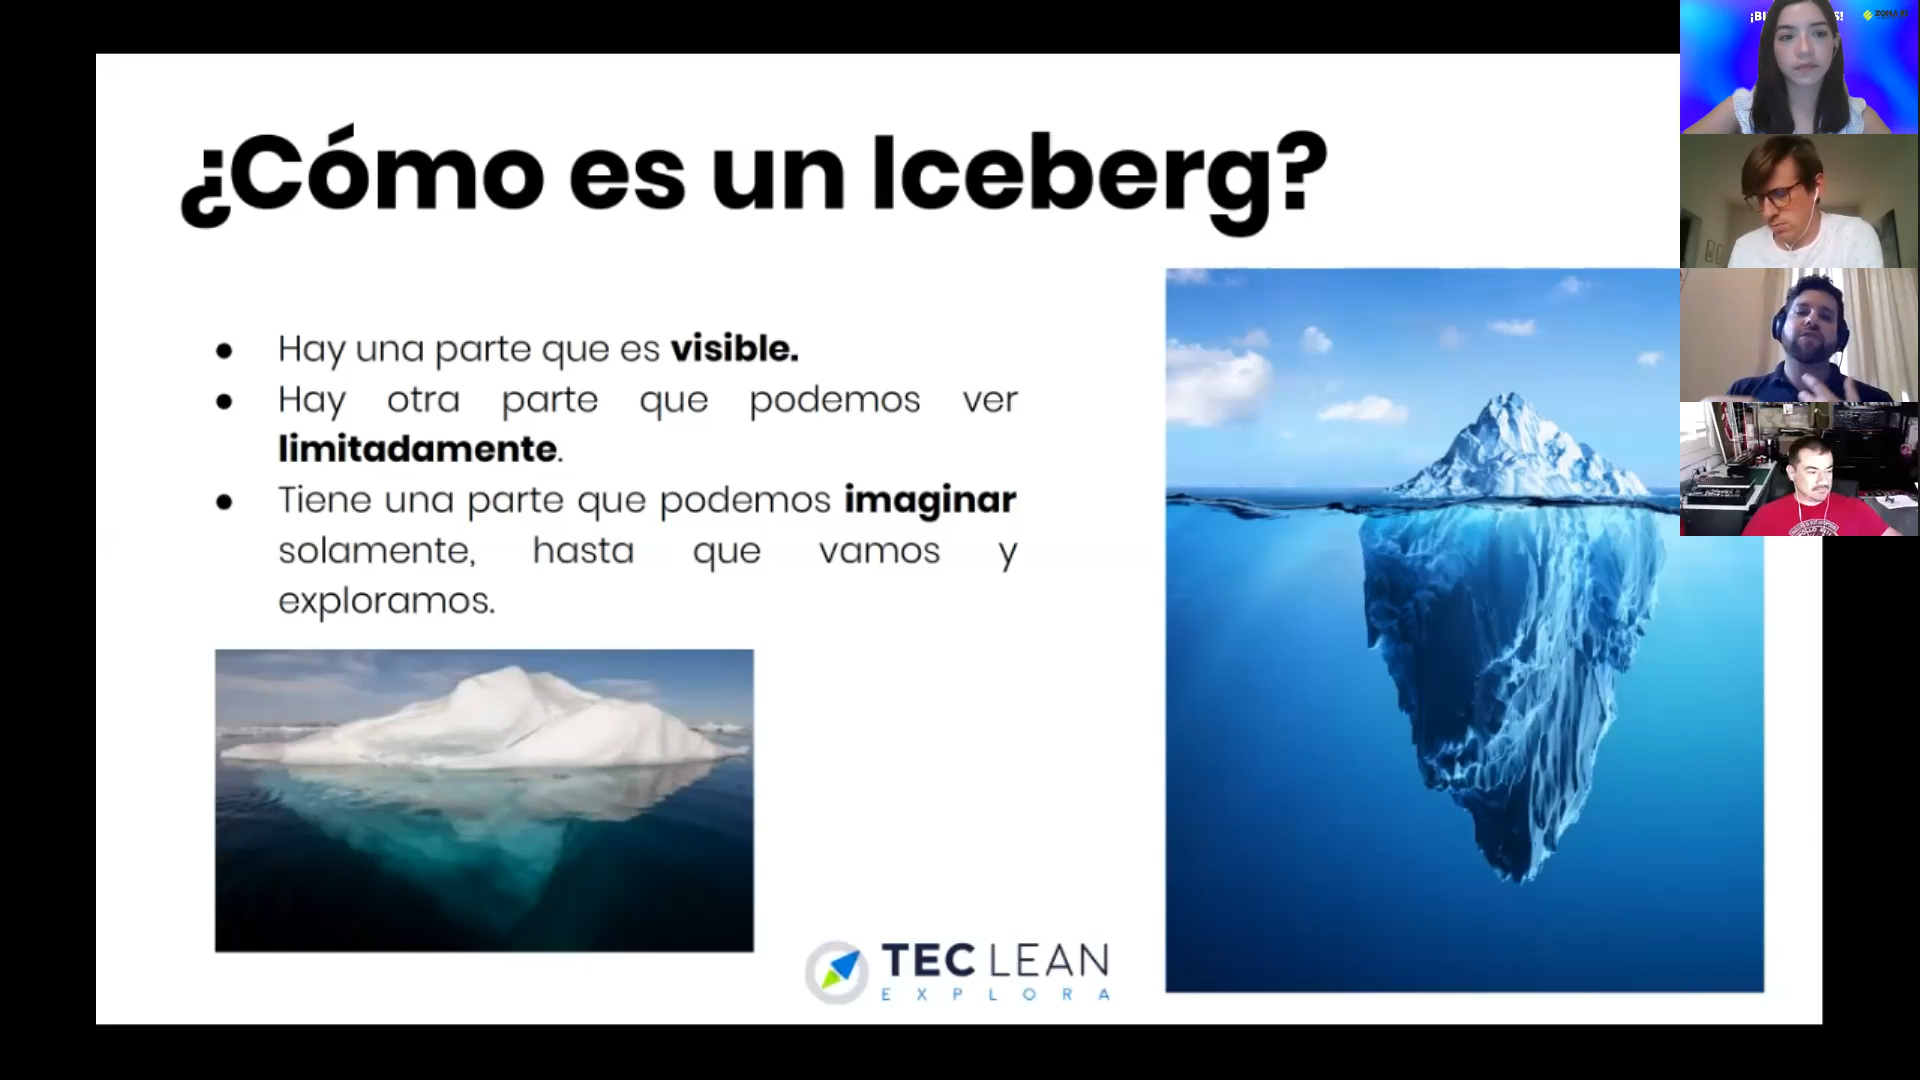 ¿Cómo es un Iceberg?
● Hay una parte que es visible.
● Hay otra parte que podemos ver
limitadamente.
● Tiene una parte que podemos imaginar
solamente, hasta que vamos y
exploramos.
TEC LEAN
EXPLORA